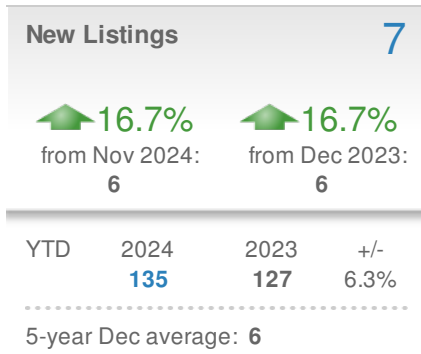 New Listings 7
16.7% 16.7%
from Nov 2024: from Dec 2023:
6 6
YTD 2024 2023 +/-
135 127 6.3%
5-year Dec average: 6